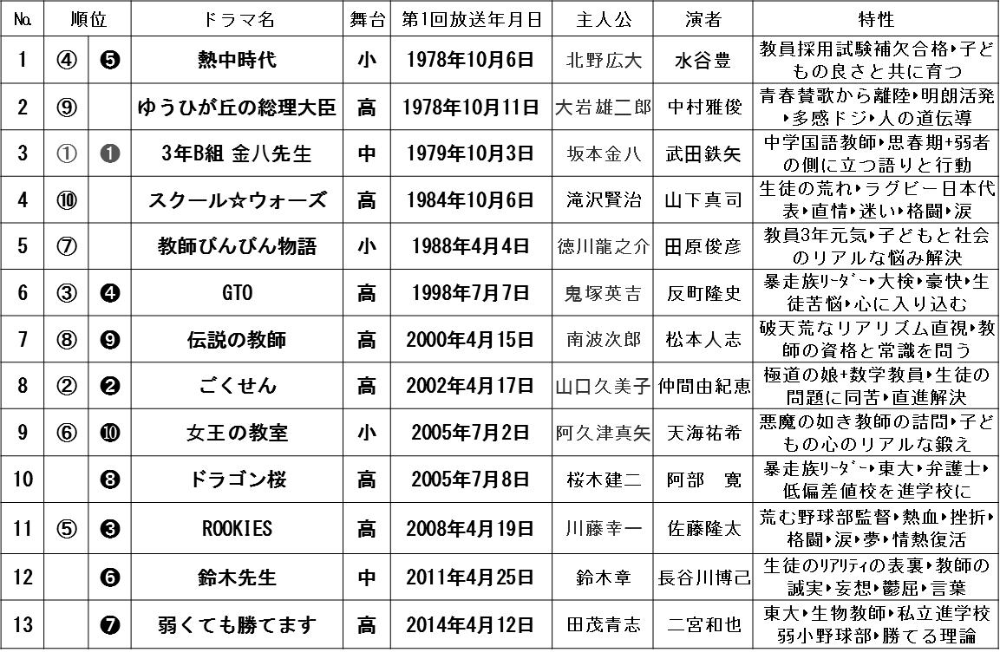 № 順位 ドラマ名 舞台 第1回放送年月日 主人公 演者 特性
1 ④ ❺ 熱中時代 小 1978年10月6日 北野広大 水谷豊 教員採用試験補欠合格▸子ど
もの良さと共に育つ
2 ⑨ ゆうひが丘の総理大臣 高 1978年10月11日 大岩雄二郎 中村雅俊 青春賛歌から離陸▸明朗活発
▸多感ドジ▸人の道伝導
3 ① ❶ 3年B組 金八先生 中 1979年10月3日 坂本金八 武田鉄矢 中学国語教師▸思春期+弱者
の側に立つ語りと行動
4 ⑩ スクール☆ウォーズ 高 1984年10月6日 滝沢賢治 山下真司 生徒の荒れ▸ラグビー日本代
表▸直情▸迷い▸格闘▸涙
5 ⑦ 教師びんびん物語 小 1988年4月4日 徳川龍之介 田原俊彦 教員3年元気▸子どもと社会
のリアルな悩み解決
6 ③ ❹ GTO 高 1998年7月7日 鬼塚英吉 反町隆史 暴走族ﾘｰﾀﾞｰ▸大検▸豪快▸生
徒苦悩▸心に入り込む
7 ⑧ ❾ 伝説の教師 高 2000年4月15日 南波次郎 松本人志 破天荒なリアリズム直視▸教
師の資格と常識を問う
8 ② ❷ ごくせん 高 2002年4月17日 山口久美子 仲間由紀恵 極道の娘+数学教員▸生徒の
問題に同苦▸直進解決
9 ⑥ ❿ 女王の教室 小 2005年7月2日 阿久津真矢 天海祐希 悪魔の如き教師の詰問▸子ど
もの心のリアルな鍛え
10 ❽ ドラゴン桜 高 2005年7月8日 桜木建二 阿部　寛 暴走族ﾘｰﾀﾞｰ▸東大▸弁護士▸
低偏差値校を進学校に
11 ⑤ ❸ ROOKIES 高 2008年4月19日 川藤幸一 佐藤隆太 荒む野球部監督▸熱血▸挫折▸
格闘▸涙▸夢▸情熱復活
12 ❻ 鈴木先生 中 2011年4月25日 鈴木章 長谷川博己 生徒のﾘｱﾘﾃｨの表裏▸教師の
誠実▸妄想▸鬱屈▸言葉
13 ❼ 弱くても勝てます 高 2014年4月12日 田茂青志 二宮和也 東大▸生物教師▸私立進学校
弱小野球部▸勝てる理論